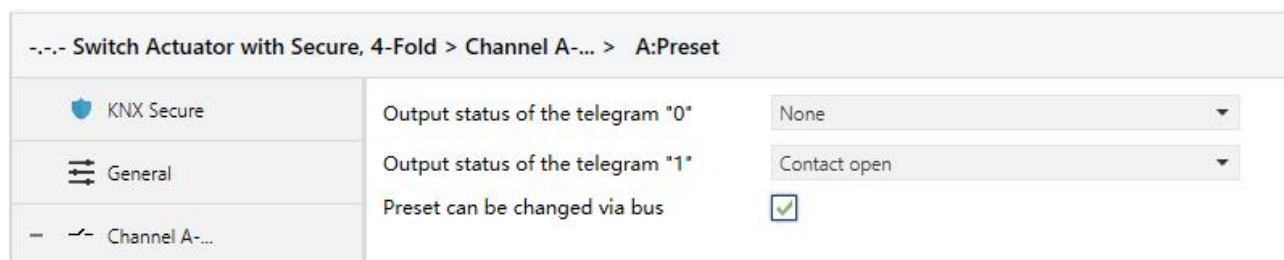 -.-.- Switch Actuator with Secure, 4-Fold > Channel A-... > A:Preset
KNX Secure
Output status of the telegram "0" None
General
Output status of the telegram "1" Contact open
Preset can be changed via bus
Channel A-...